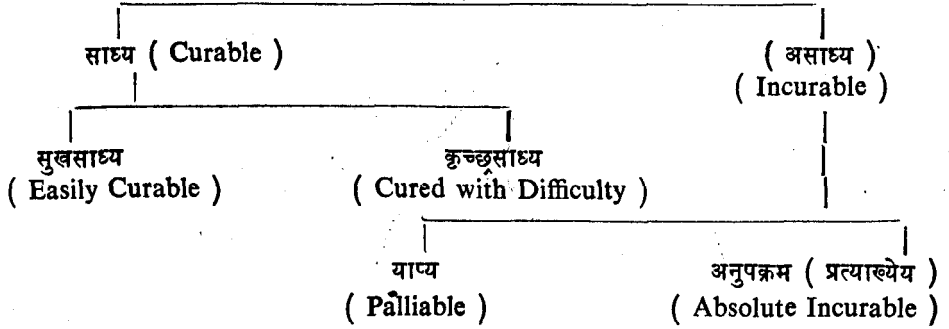 साध्य ( Curable )
( असाध्य )
( Incurable )
सुखसाध्य
( Easily Curable )
कृच्छ्रसाध्य
( Cured with Difficulty )
याप्य
( Palliable )
अनुपक्रम ( प्रत्याख्येय )
( Absolute Incurable )